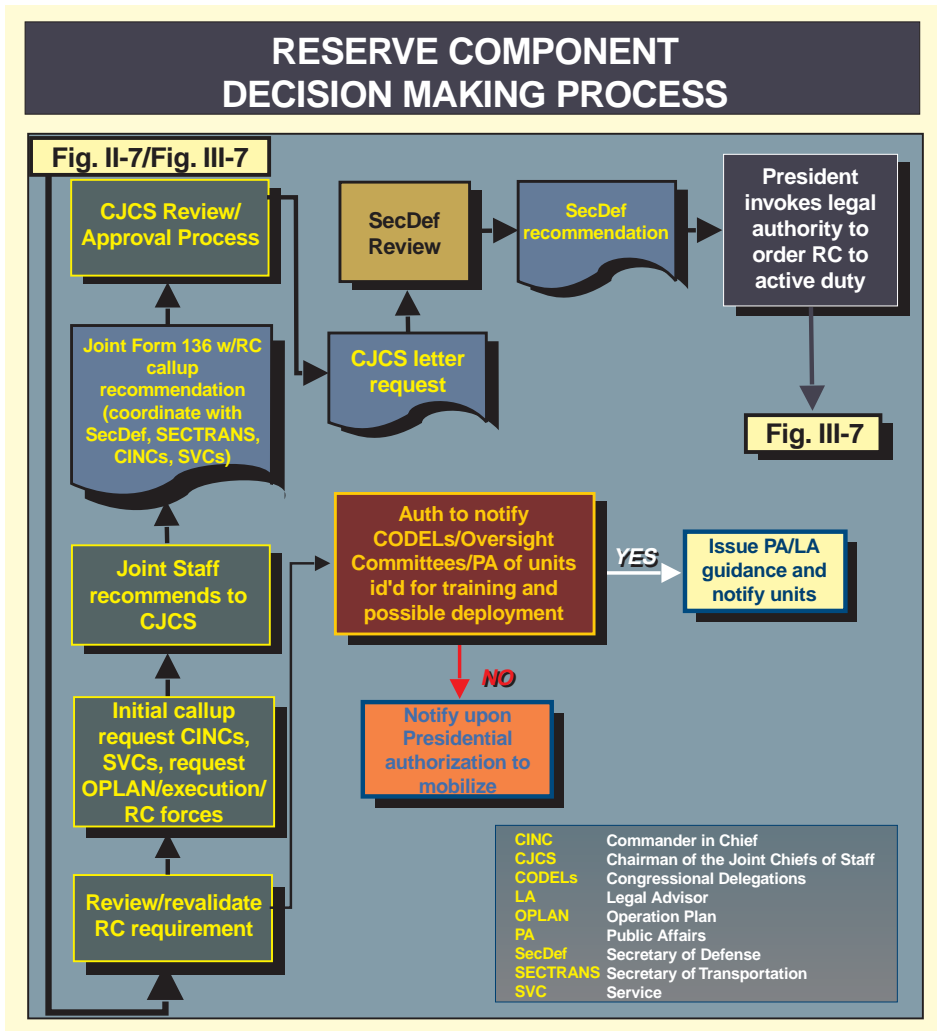 RESERVE COMPONENT
DECISION MAKING PROCESS
Fig. II-7/Fig. III-7
CJCS Review/
Approval Process
SecDef
Review
SecDef
recommendation
President
invokes legal
authority to
order RC to
active duty
Joint Form 136 w/RC
callup
recommendation
(coordinate with
SecDef, SECTRANS,
CINCs, SVCs)
CJCS letter
request
Fig. III-7
Joint Staff
recommends to
CJCS
Auth to notify
CODELs/Oversight
Committees/PA of units
id'd for training and
possible deployment
YES
Issue PA/LA
guidance and
notify units
NO
Notify upon
Presidential
authorization to
mobilize
Initial callup
request CINCs,
SVCs, request
OPLAN/execution/
RC forces
Review/revalidate
RC requirement
CINC Commander in Chief
CJCS Chairman of the Joint Chiefs of Staff
CODELs Congressional Delegations
LA Legal Advisor
OPLAN Operation Plan
PA Public Affairs
SecDef Secretary of Defense
SECTRANS Secretary of Transportation
SVC Service